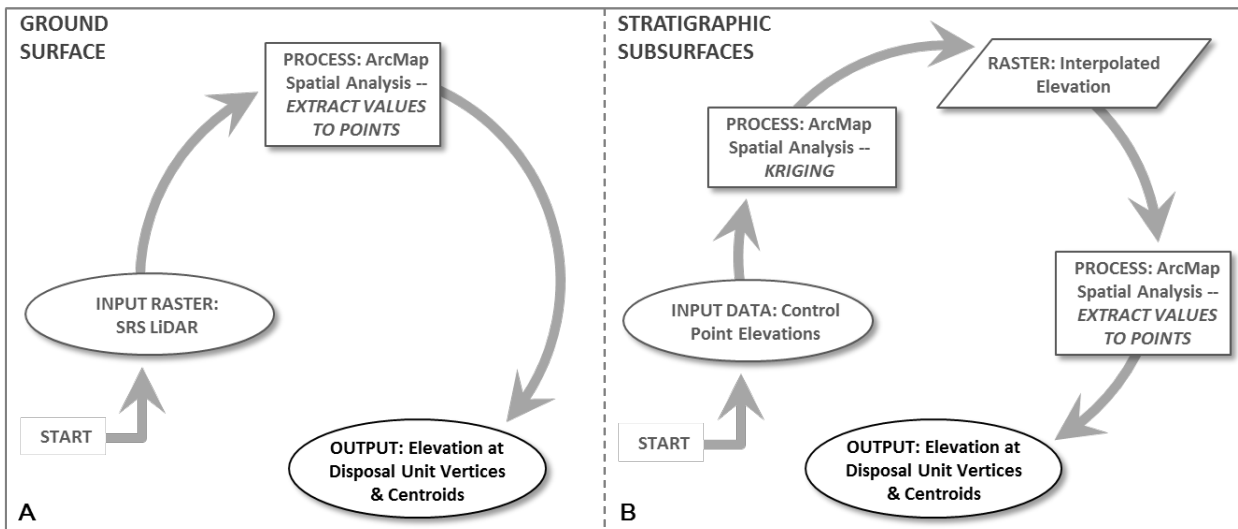 GROUND
SURFACE
PROCESS: ArcMap
Spatial Analysis --
EXTRACT VALUES
TO POINTS
INPUT RASTER:
SRS LiDAR
START
OUTPUT: Elevation at
Disposal Unit Vertices
& Centroids
A
STRATIGRAPHIC
SUBSURFACES
RASTER: Interpolated
Elevation
PROCESS: ArcMap
Spatial Analysis --
KRIGING
PROCESS: ArcMap
Spatial Analysis --
EXTRACT VALUES
TO POINTS
INPUT DATA: Control
Point Elevations
START
OUTPUT: Elevation at
Disposal Unit Vertices
& Centroids
B